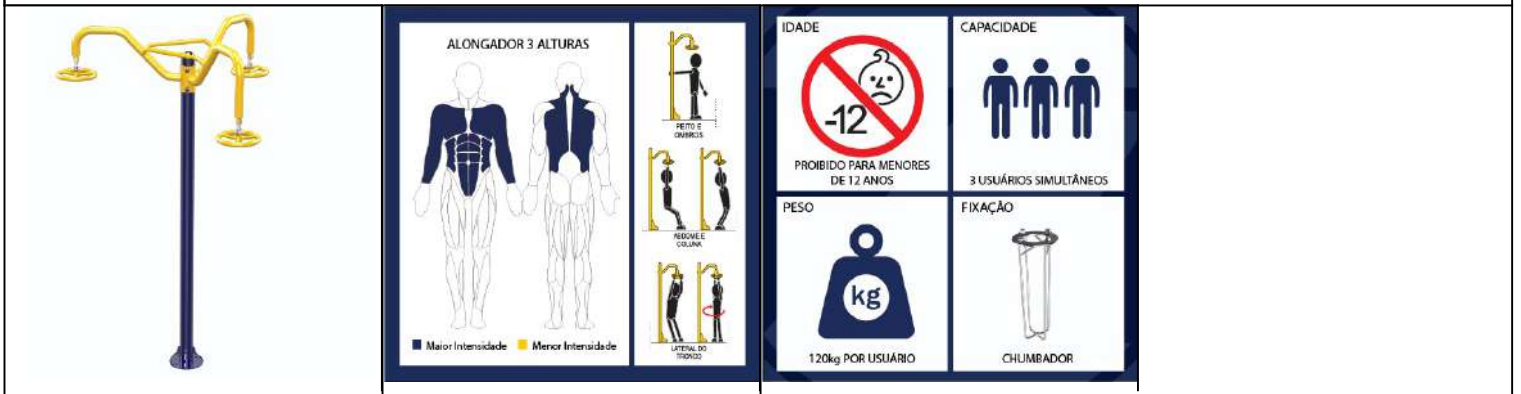 ALONGADOR 3 ALTURAS
Maior Intensidade
Menor Intensidade
PEITO E
OMBROS
ABDOME E
COLUNA
LATERAL DO
TRONCO
IDADE
-12
PROIBIDO PARA MENORES
DE 12 ANOS
CAPACIDADE
3 USUÁRIOS SIMULTÂNEOS
PESO
kg
120kg POR USUÁRIO
FIXAÇÃO
CHUMBADOR